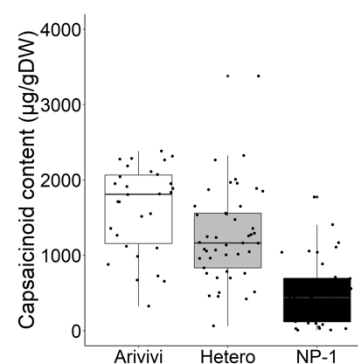 Capsaicinoid content (µg/gDW)
4000
3000
2000
1000
0
Arivivi Hetero NP-1